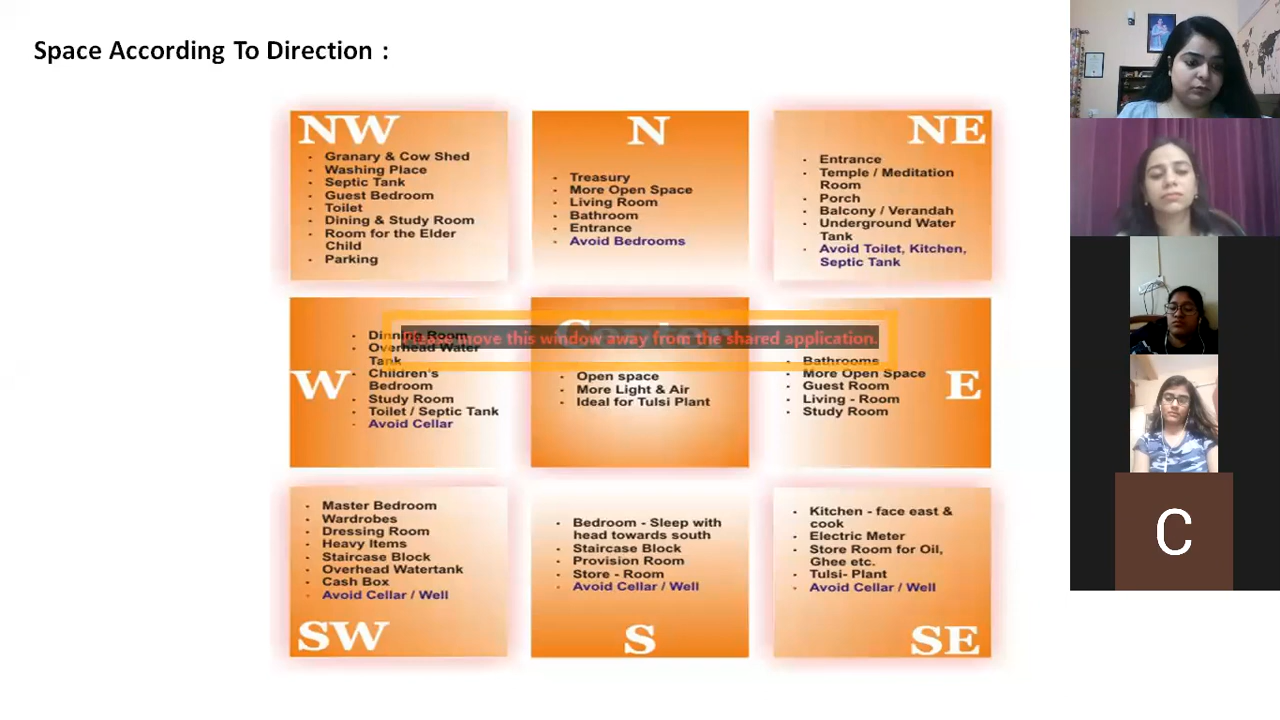 Space According To Direction :
NW
Granary & Cow Shed
Washing Place
Septic Tank
Guest Bedroom
Toilet
Dining & Study Room
Room for the Elder
Child
Parking
N
Treasury
More Open Space
Living Room
Bathroom
Entrance
Avoid Bedrooms
NE
Entrance
Temple / Meditation
Room
Porch
Balcony / Verandah
Underground Water
Tank
Avoid Toilet, Kitchen,
Septic Tank
Please move this window away from the shared application.
W
Dinning Room
Overhead Water
Tank
Children's
Bedroom
Study Room
Toilet / Septic Tank
Avoid Cellar
Center
Open space
More Light & Air
Ideal for Tulsi Plant
E
Bathrooms
More Open Space
Guest Room
Living - Room
Study Room
Master Bedroom
Wardrobes
Dressing Room
Heavy Items
Staircase Block
Overhead Watertank
Cash Box
Avoid Cellar / Well
SW
Bedroom - Sleep with
head towards south
Staircase Block
Provision Room
Store - Room
Avoid Cellar / Well
S
Kitchen - face east &
cook
Electric Meter
Store Room for Oil,
Ghee etc.
Tulsi- Plant
Avoid Cellar / Well
SE
C